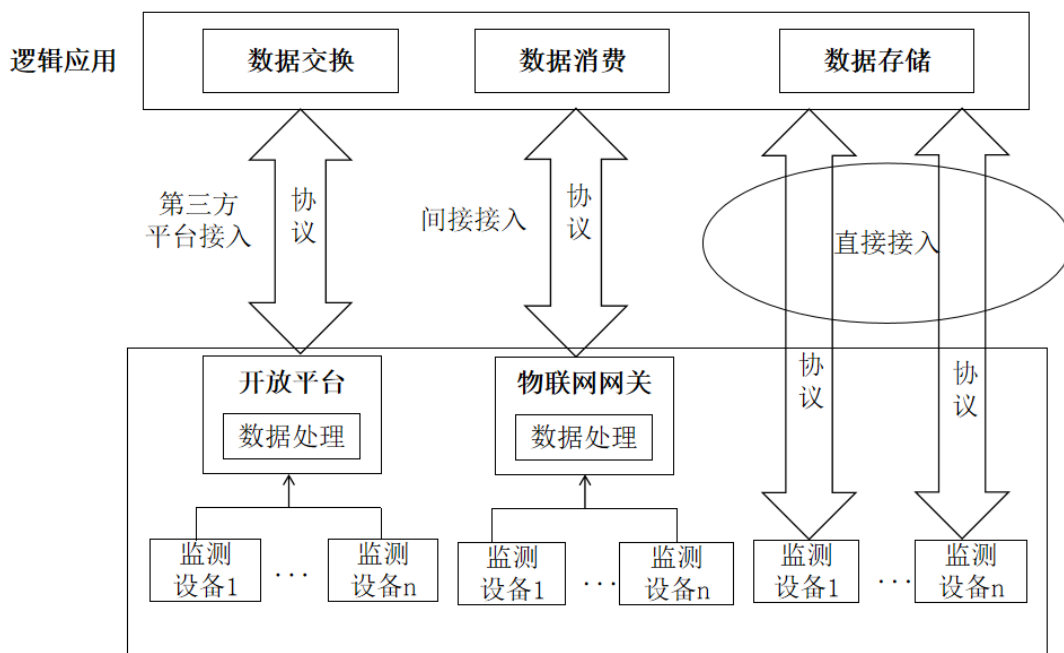 逻辑应用
数据交换
数据消费
数据存储
第三方
平台接入
协
议
间接接入
协
议
直接接入
协
议
协
议
开放平台
数据处理
物联网网关
数据处理
监测
设备1
...
监测
设备n
监测
设备1
...
监测
设备n
监测
设备1
...
监测
设备n